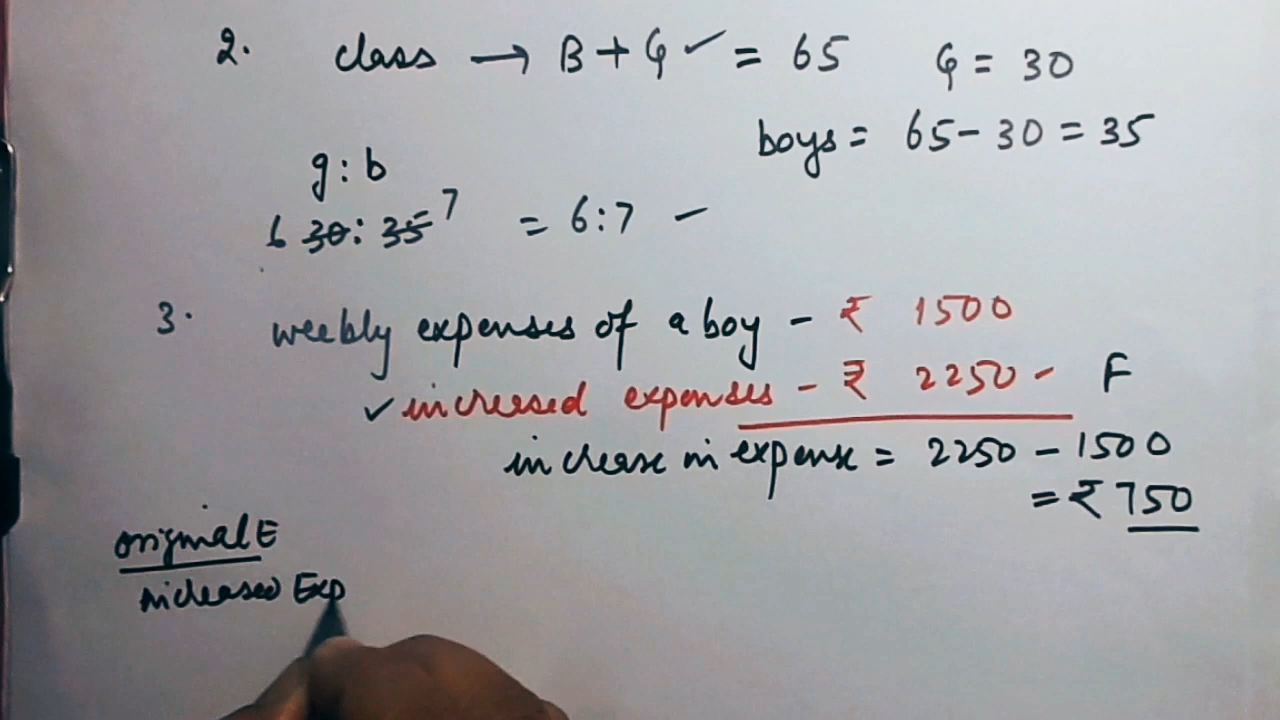 2. class → B + G ✓ = 65 G = 30
boys = 65 - 30 = 35
g : b
6 30 : 35 7 = 6:7 -
3. weekly expenses of a boy - ₹ 1500
✓ increased expenses - ₹ 2250 - F
increase in expense = 2250 - 1500
= ₹ 750
original E
increased Exp